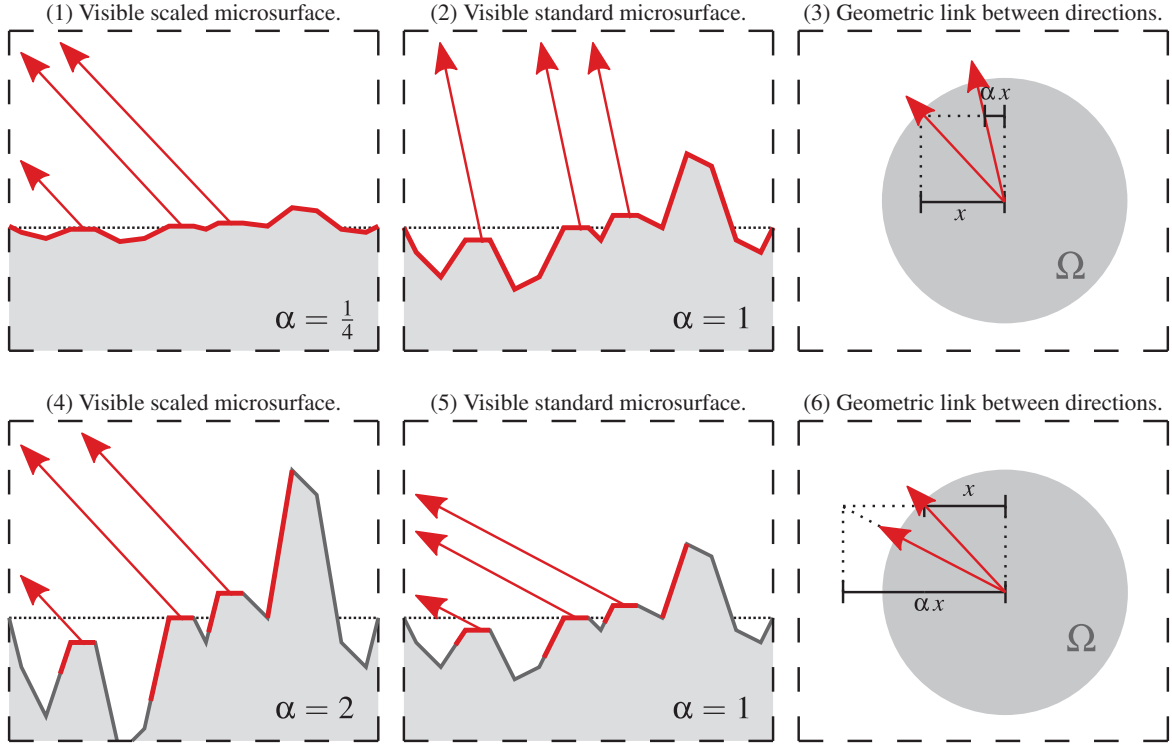 (1) Visible scaled microsurface.
(2) Visible standard microsurface.
(3) Geometric link between directions.
α = 1/4
α = 1
α x
x
Ω
(4) Visible scaled microsurface.
(5) Visible standard microsurface.
(6) Geometric link between directions.
α = 2
α = 1
x
α x
Ω